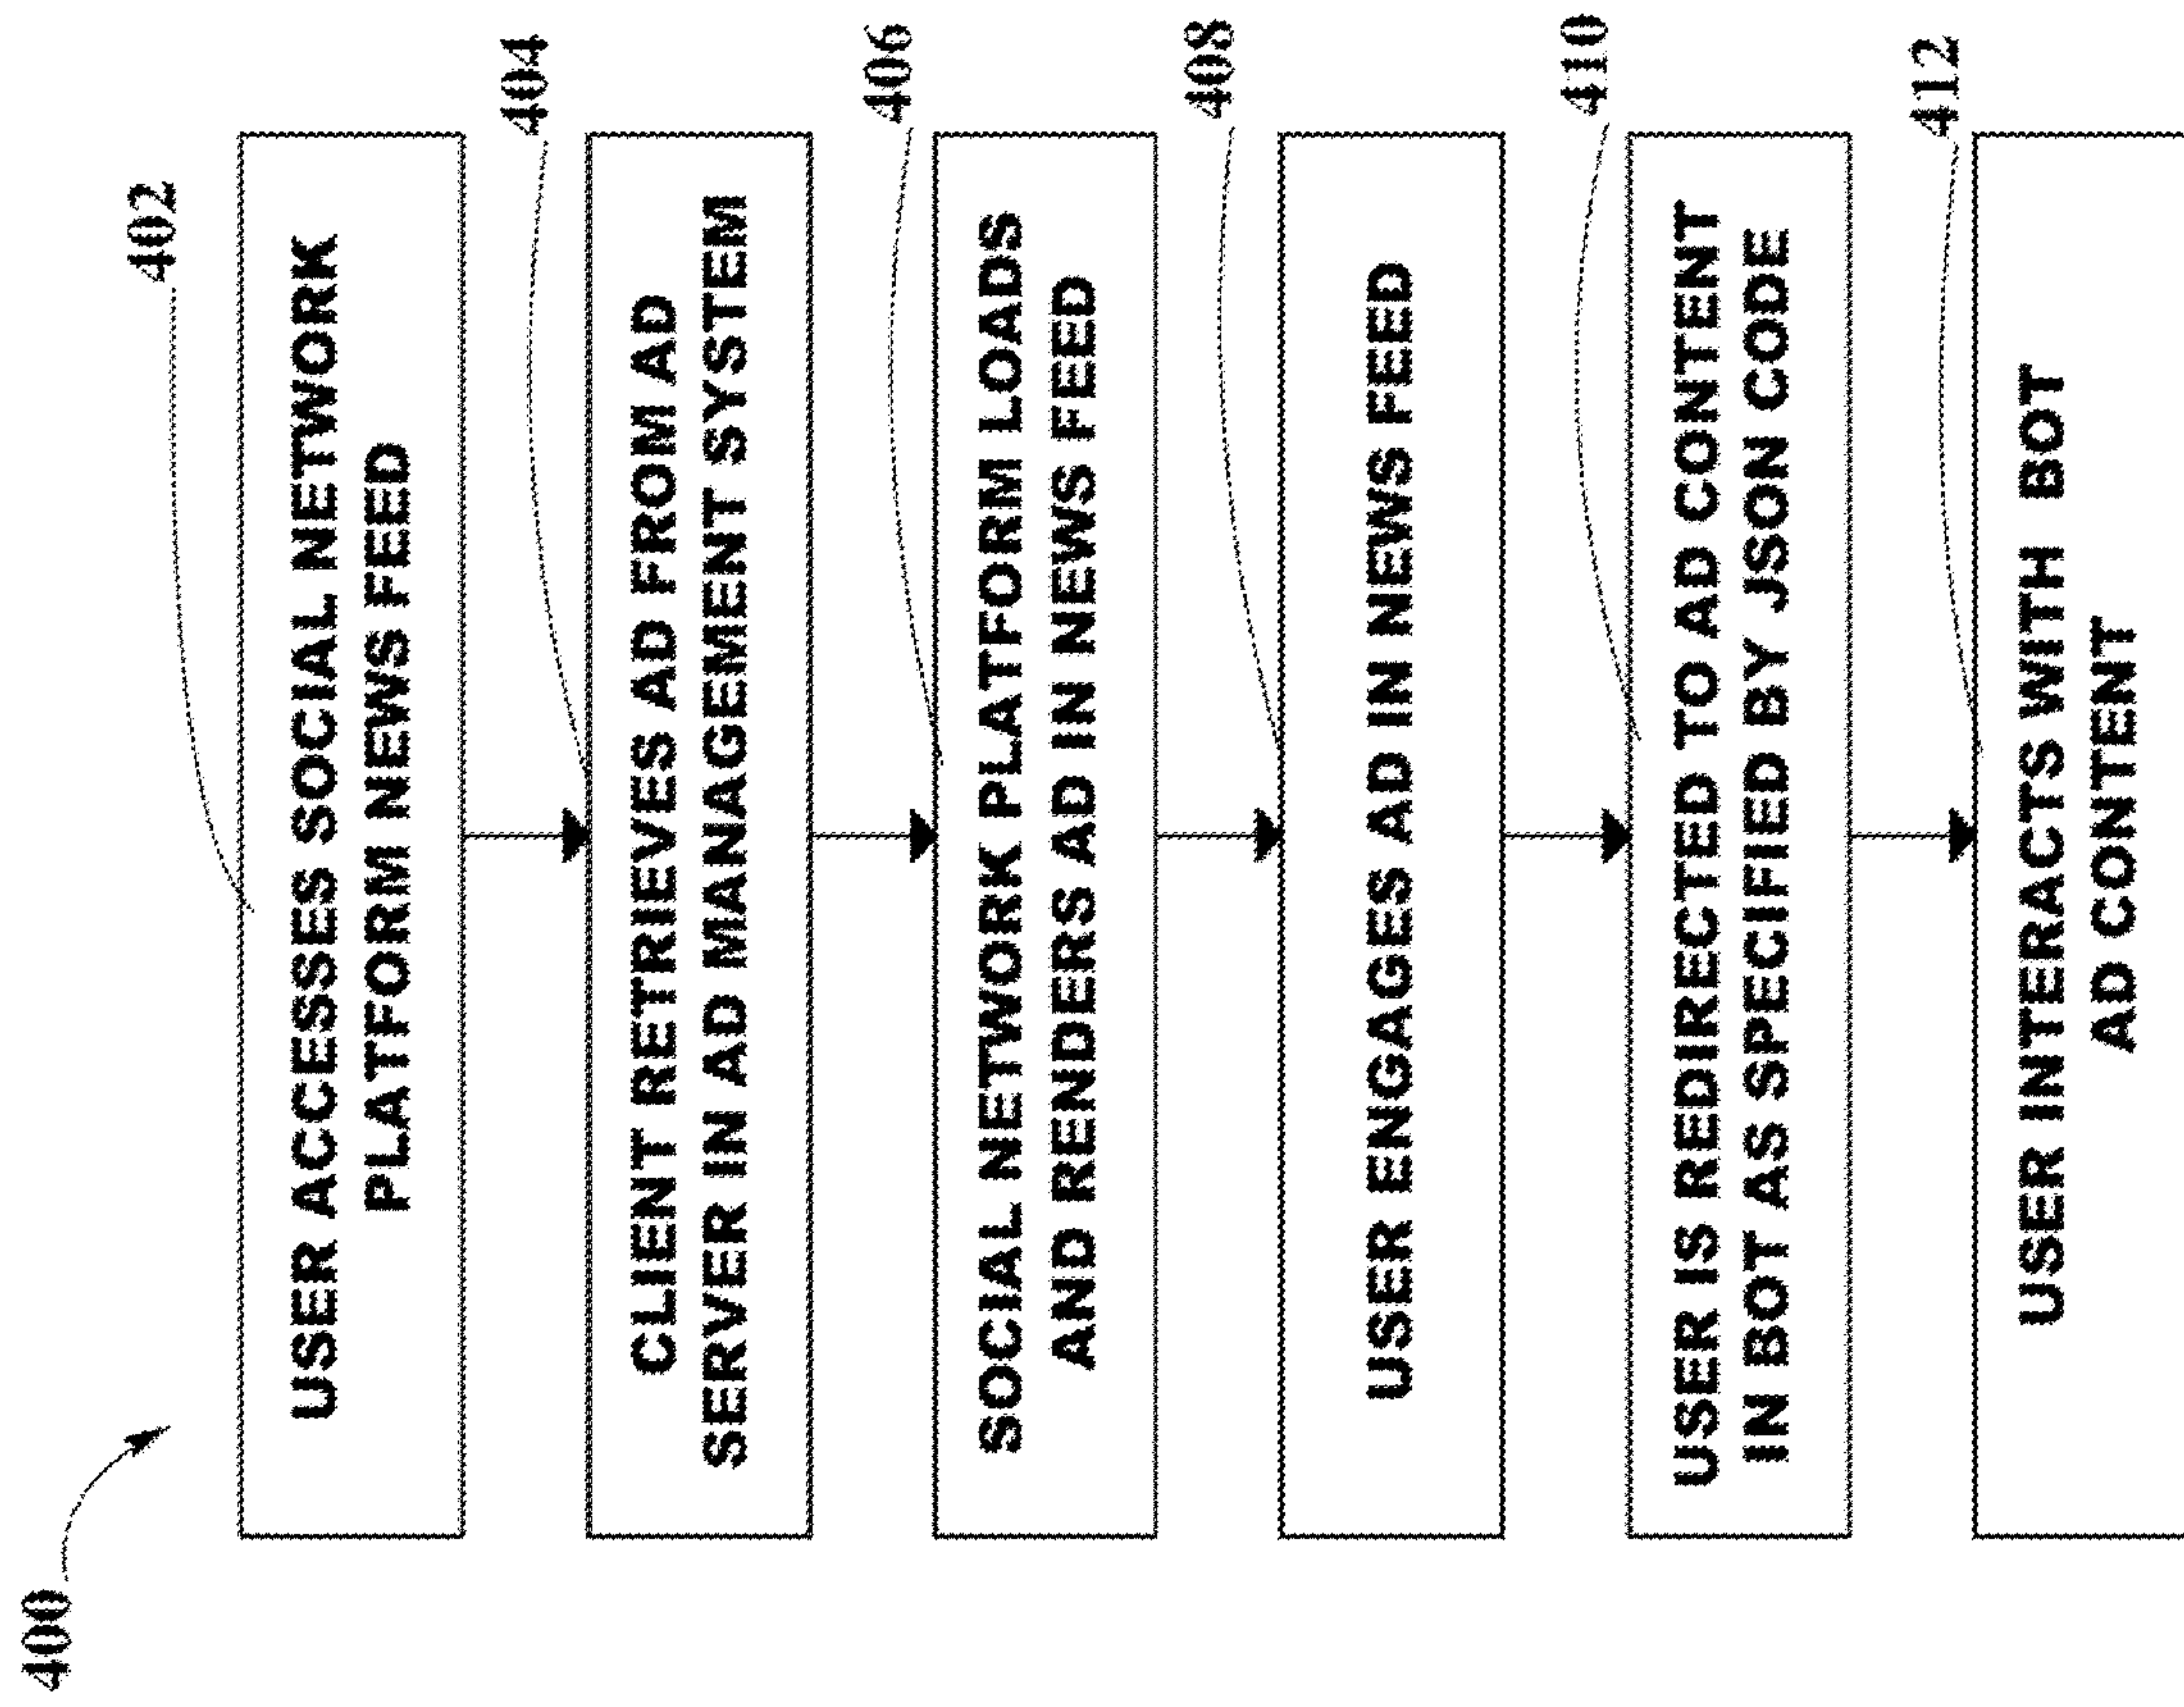 400
402
USER ACCESSES SOCIAL NETWORK
PLATFORM NEWS FEED
404
CLIENT RETRIEVES AD FROM AD
SERVER IN AD MANAGEMENT SYSTEM
406
SOCIAL NETWORK PLATFORM LOADS
AND RENDERS AD IN NEWS FEED
408
USER ENGAGES AD IN NEWS FEED
410
USER IS REDIRECTED TO AD CONTENT
IN BOT AS SPECIFIED BY JSON CODE
412
USER INTERACTS WITH BOT
AD CONTENT